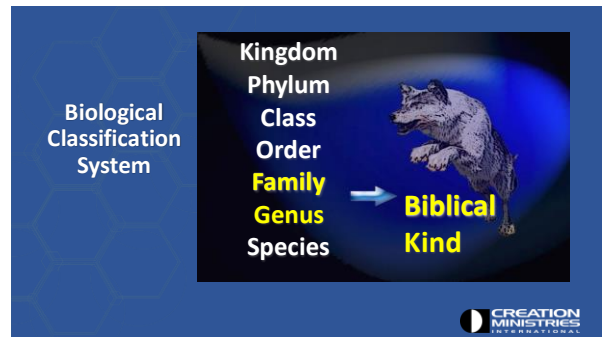 Biological
Classification
System
Kingdom
Phylum
Class
Order
Family
Genus
Species
Biblical
Kind
CREATION
MINISTRIES
INTERNATIONAL